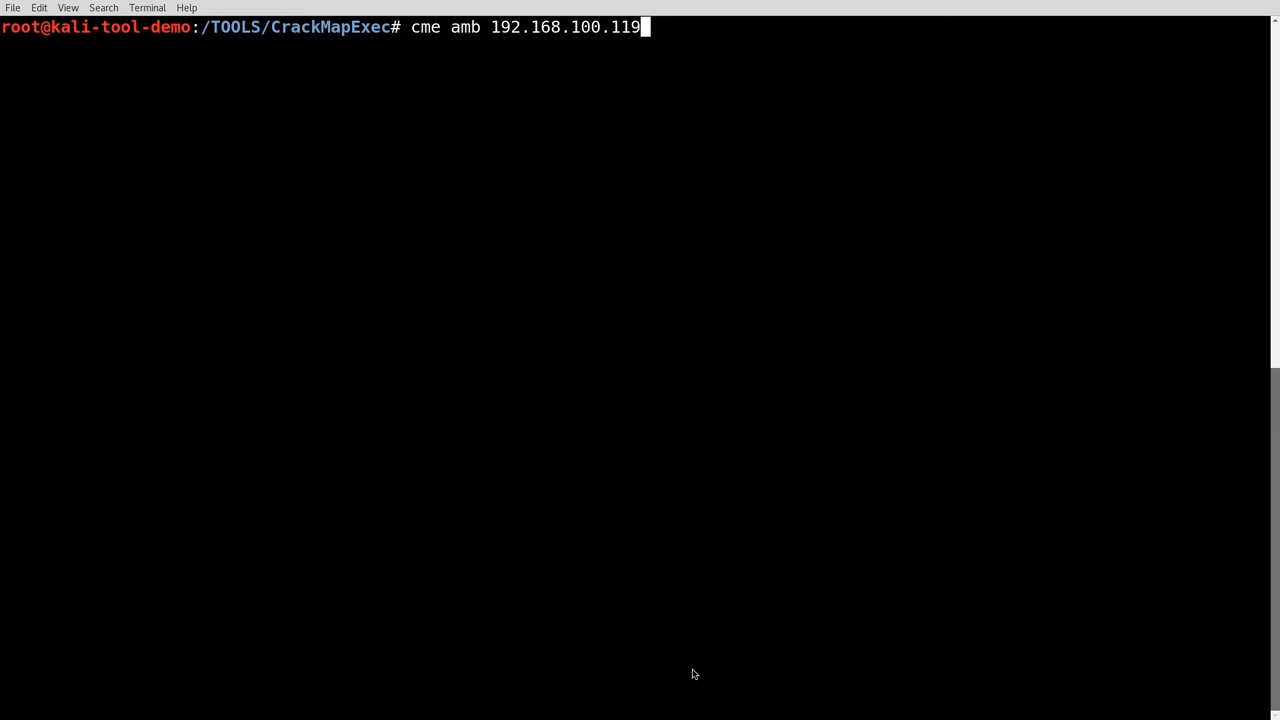 File Edit View Search Terminal Help
root@kali-tool-demo:/TOOLS/CrackMapExec# cme amb 192.168.100.119